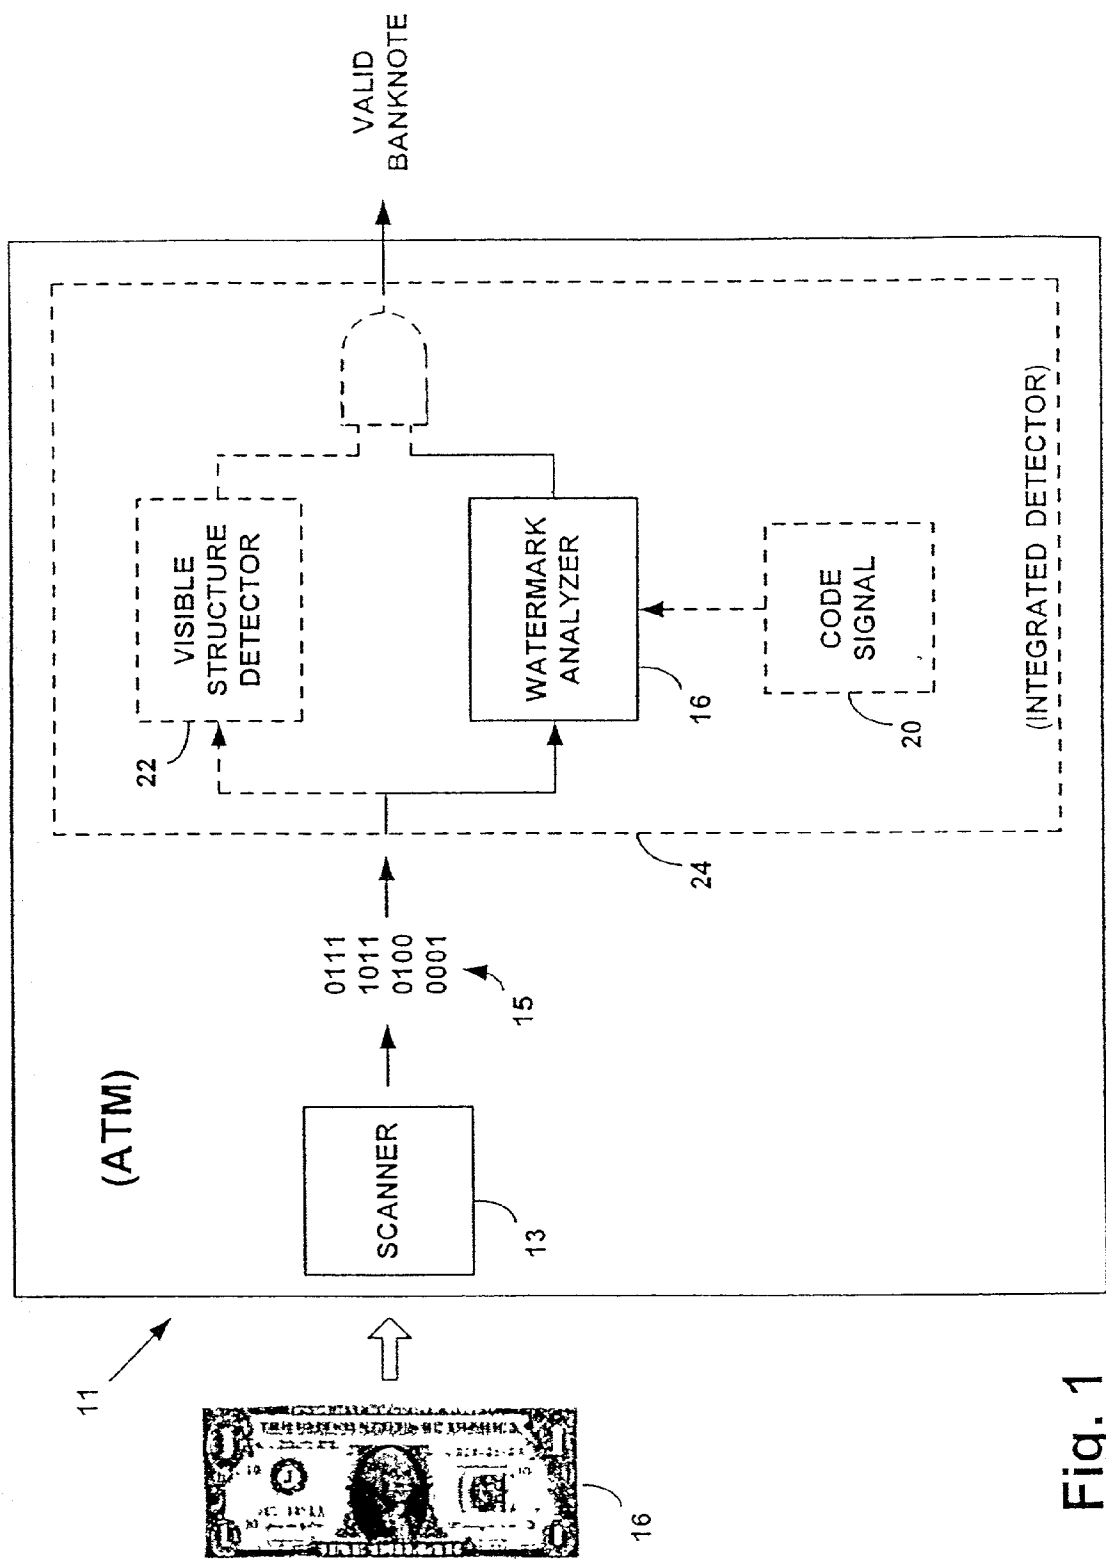 11
(ATM)
16
SCANNER
13
0111
1011
0100
0001
15
24
22
VISIBLE
STRUCTURE
DETECTOR
WATERMARK
ANALYZER
16
CODE
SIGNAL
20
(INTEGRATED DETECTOR)
VALID
BANKNOTE
Fig. 1